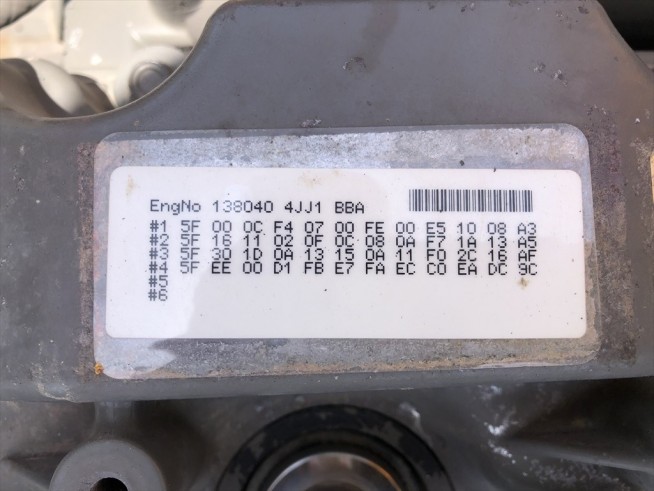 EngNo 138040 4JJ1 BBA
#1 5F 00 0C F4 07 00 FE 00 E5 10 08 A3
#2 5F 16 11 02 0F 0C 08 0A F7 1A 13 A5
#3 5F 30 1D 0A 13 15 0A 11 F0 2C 16 AF
#4 5F EE 00 D1 FB E7 FA EC C0 EA DC 9C
#5
#6